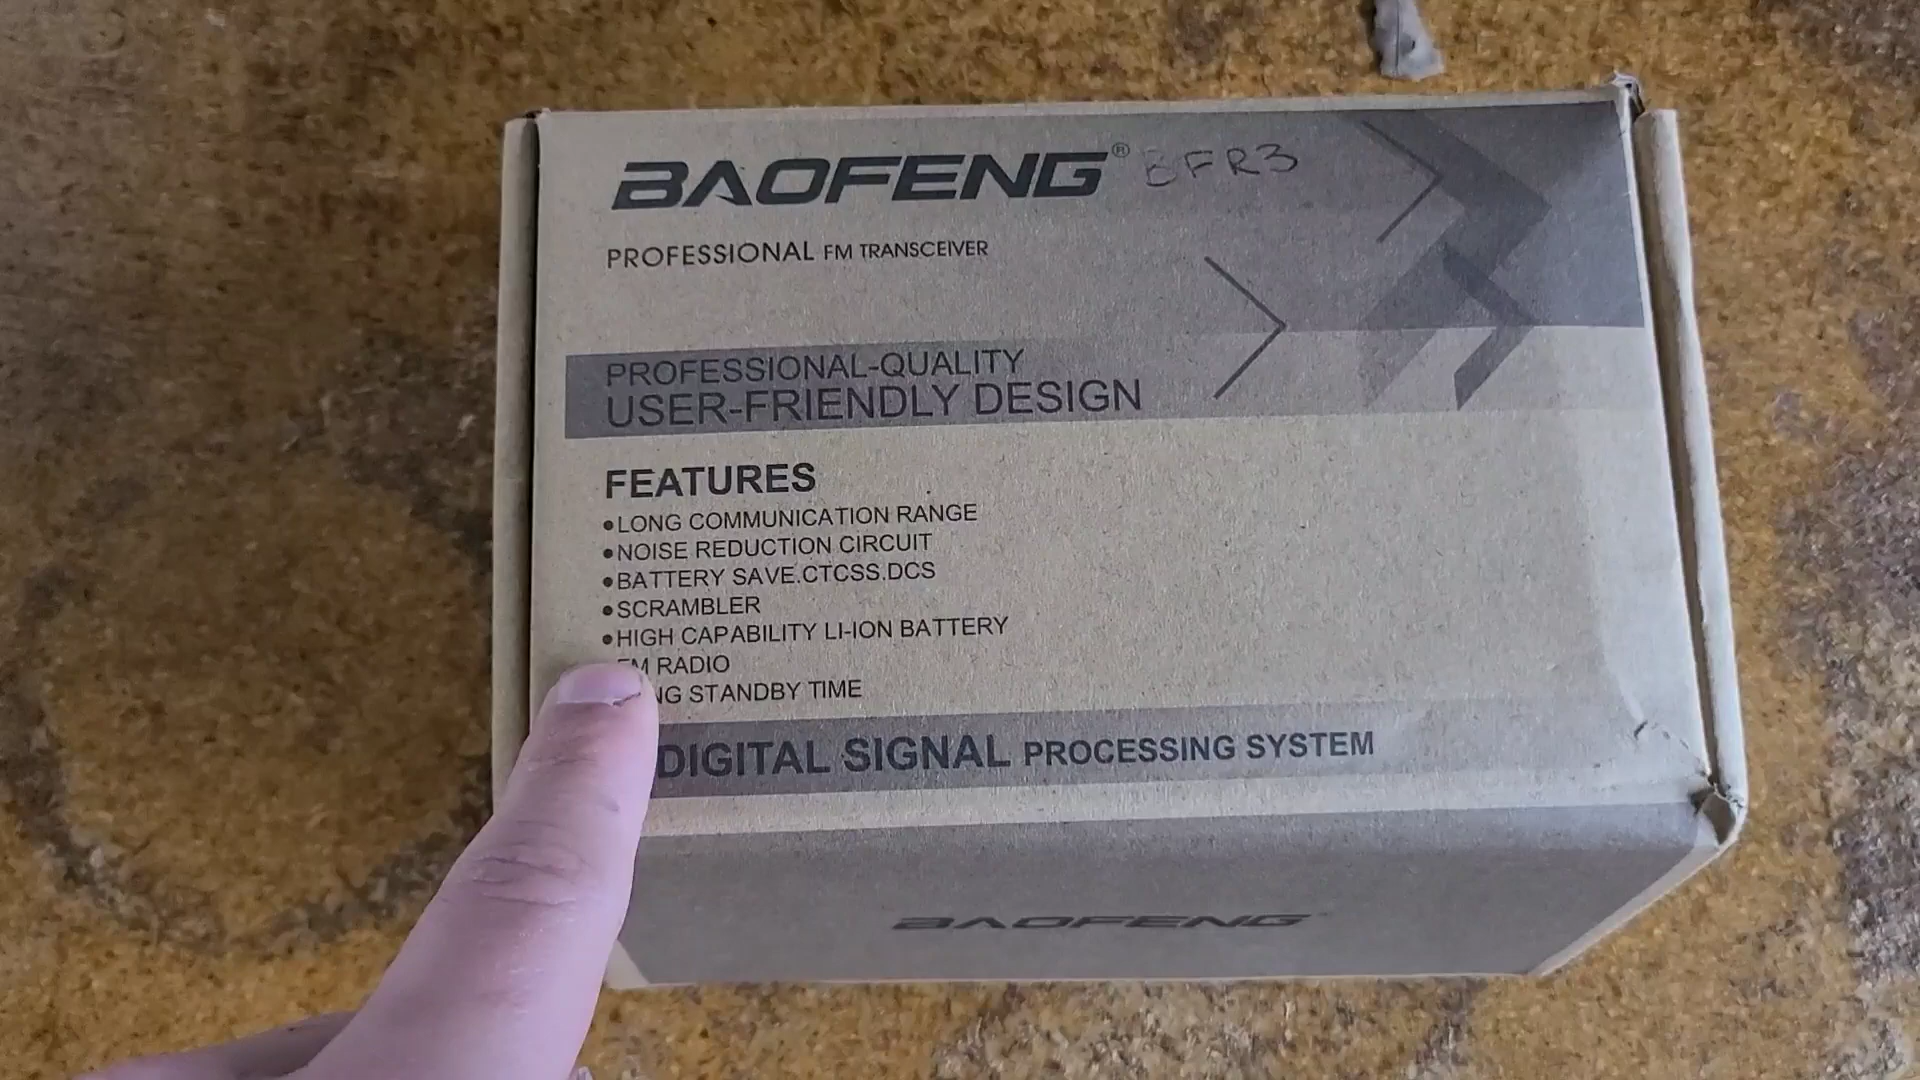 BAOFENG® BFR3
PROFESSIONAL FM TRANSCEIVER
PROFESSIONAL-QUALITY
USER-FRIENDLY DESIGN
FEATURES
•LONG COMMUNICATION RANGE
•NOISE REDUCTION CIRCUIT
•BATTERY SAVE.CTCSS.DCS
•SCRAMBLER
•HIGH CAPABILITY LI-ION BATTERY
FM RADIO
STANDBY TIME
DIGITAL SIGNAL PROCESSING SYSTEM
BAOFENG